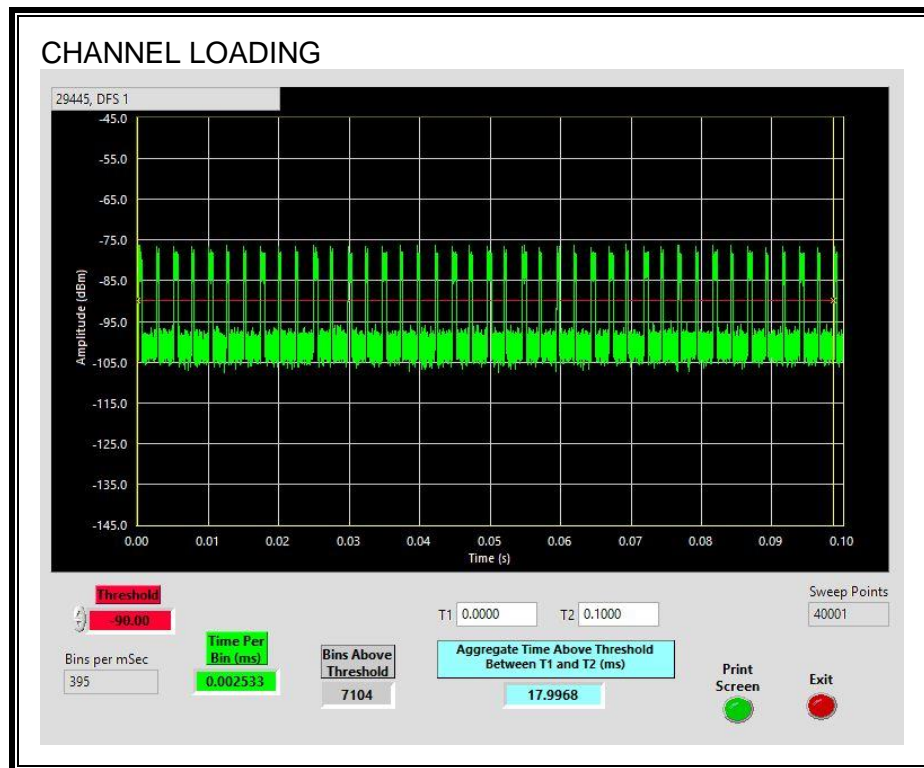 CHANNEL LOADING
29445, DFS 1
-45.0
-55.0
-65.0
-75.0
-85.0
-95.0
-105.0
-115.0
-125.0
-135.0
-145.0
Amplitude (dBm)
0.00 0.01 0.02 0.03 0.04 0.05 0.06 0.07 0.08 0.09 0.10
Time (s)
Threshold
-90.00
Bins per mSec
395
Time Per
Bin (ms)
0.002533
Bins Above
Threshold
7104
T1 0.0000 T2 0.1000
Aggregate Time Above Threshold
Between T1 and T2 (ms)
17.9968
Sweep Points
40001
Print
Screen
Exit